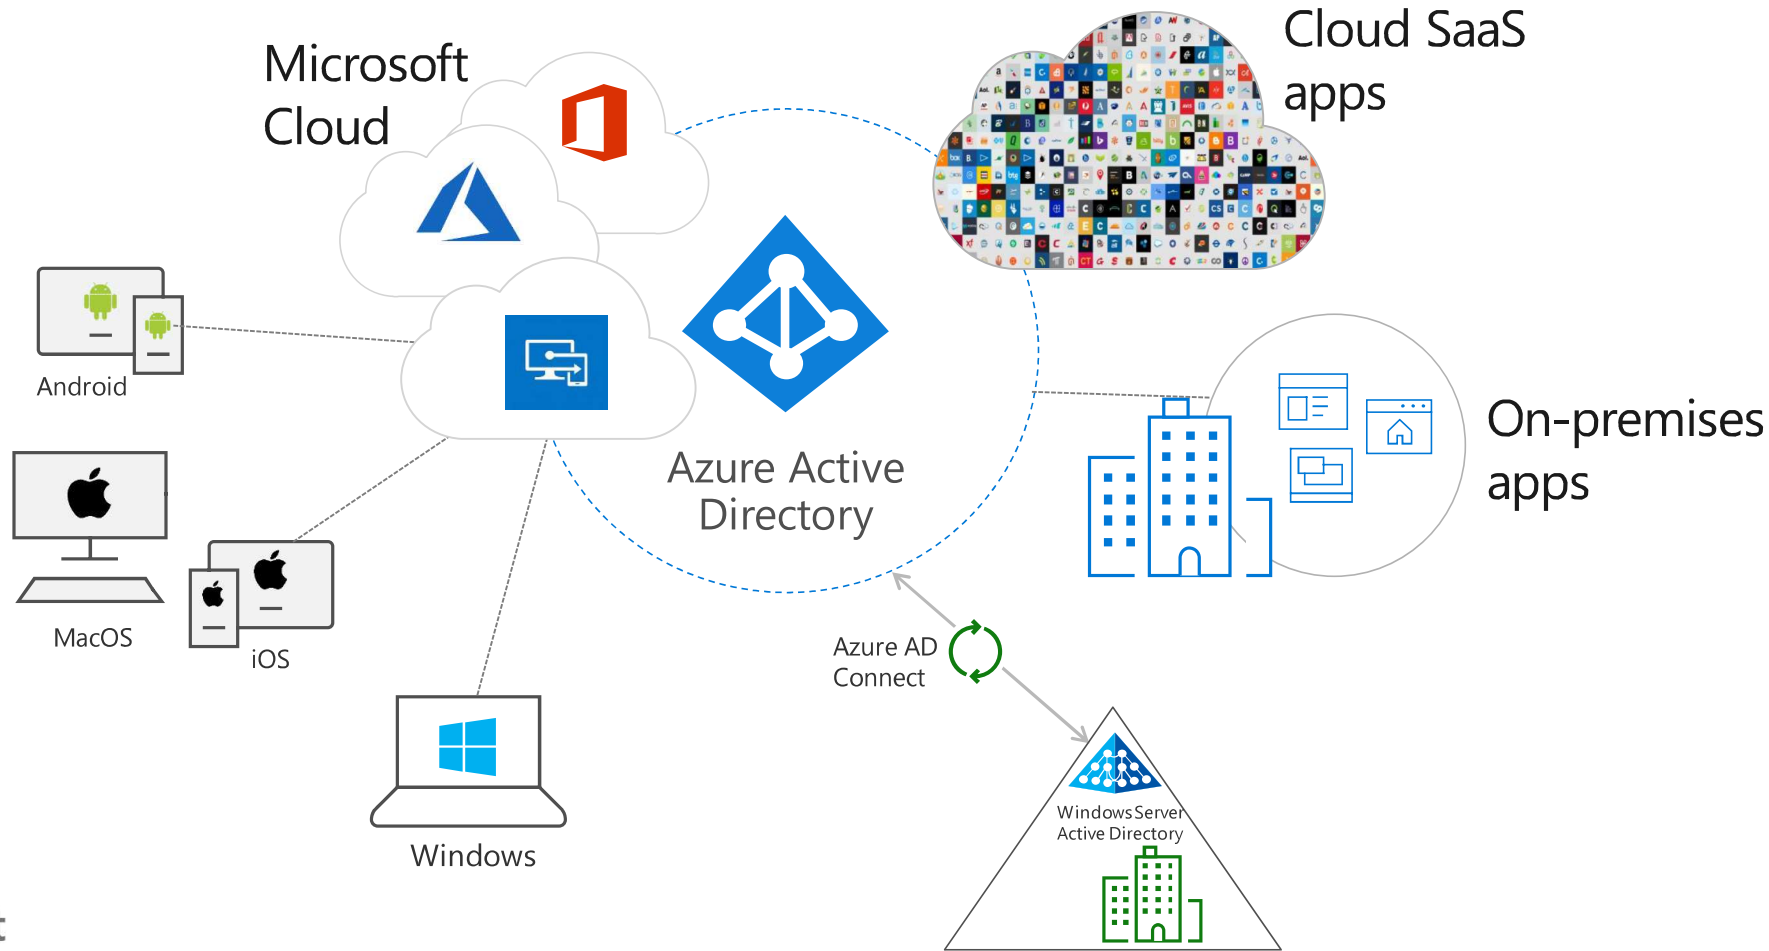 Microsoft
Cloud
Cloud SaaS
apps
Android
Azure Active
Directory
On-premises
apps
MacOS
iOS
Azure AD
Connect
Windows
Windows Server
Active Directory
t